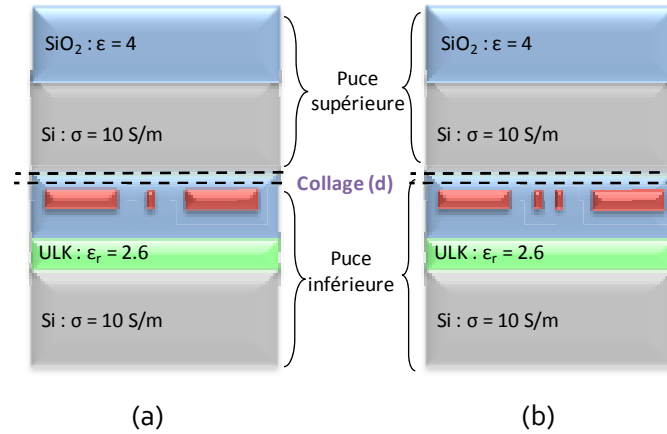 SiO₂ : ε = 4
Si : σ = 10 S/m
ULK : εr = 2.6
Si : σ = 10 S/m
(a)
Puce
supérieure
Collage (d)
Puce
inférieure
SiO₂ : ε = 4
Si : σ = 10 S/m
ULK : εr = 2.6
Si : σ = 10 S/m
(b)